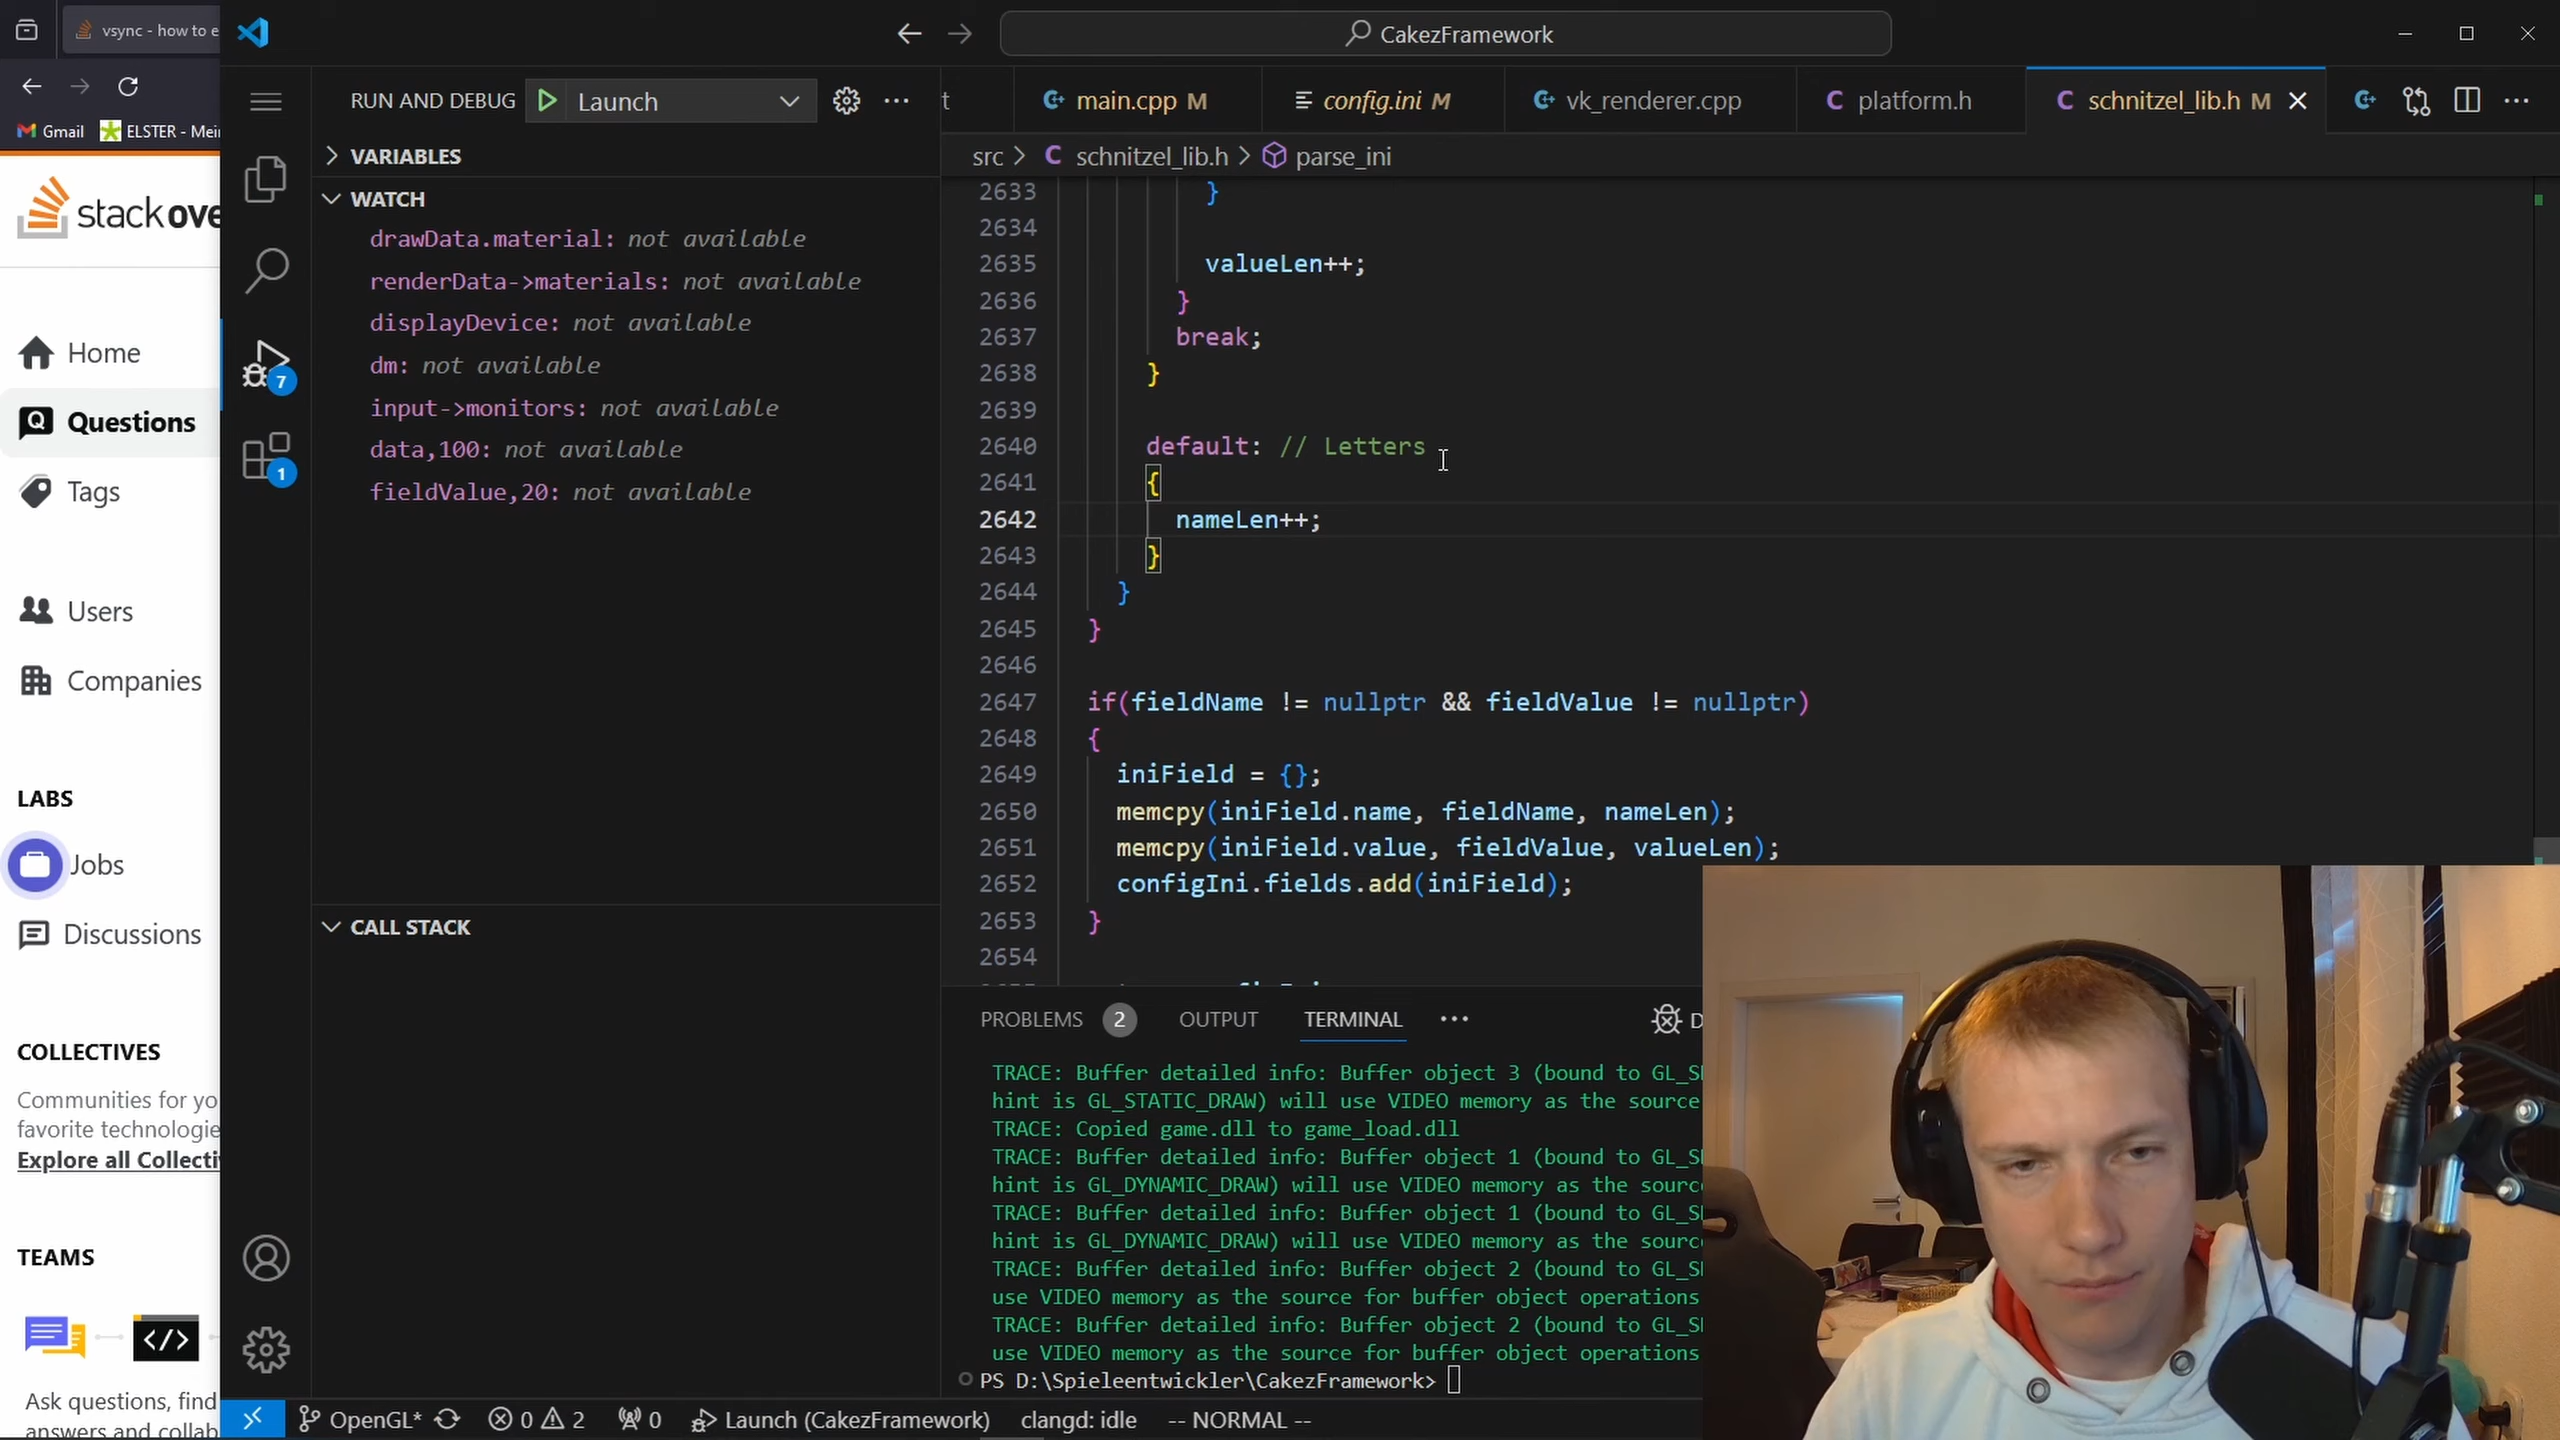 vsync - how to e
Gmail
ELSTER - Mei
stack ove
Home
Questions
Tags
Users
Companies
LABS
Jobs
Discussions
COLLECTIVES
Communities for yo
favorite technologie
Explore all Collecti
TEAMS
Ask questions, find
answers and collab
CakezFramework
RUN AND DEBUG
Launch
VARIABLES
WATCH
drawData.material: not available
renderData->materials: not available
displayDevice: not available
dm: not available
input->monitors: not available
data,100: not available
fieldValue,20: not available
CALL STACK
7
1
t
main.cpp M
config.ini M
vk_renderer.cpp
platform.h
schnitzel_lib.h M
src > C schnitzel_lib.h > parse_ini
2633 }
2634
2635 valueLen++;
2636 }
2637 break;
2638 }
2639
2640 default: // Letters
2641 {
2642 nameLen++;
2643 }
2644 }
2645 }
2646
2647 if(fieldName != nullptr && fieldValue != nullptr)
2648 {
2649 iniField = {};
2650 memcpy(iniField.name, fieldName, nameLen);
2651 memcpy(iniField.value, fieldValue, valueLen);
2652 configIni.fields.add(iniField);
2653 }
2654
PROBLEMS 2 OUTPUT TERMINAL ··· D
TRACE: Buffer detailed info: Buffer object 3 (bound to GL_S
hint is GL_STATIC_DRAW) will use VIDEO memory as the source
TRACE: Copied game.dll to game_load.dll
TRACE: Buffer detailed info: Buffer object 1 (bound to GL_S
hint is GL_DYNAMIC_DRAW) will use VIDEO memory as the sourc
TRACE: Buffer detailed info: Buffer object 1 (bound to GL_S
hint is GL_DYNAMIC_DRAW) will use VIDEO memory as the sourc
TRACE: Buffer detailed info: Buffer object 2 (bound to GL_S
use VIDEO memory as the source for buffer object operations
TRACE: Buffer detailed info: Buffer object 2 (bound to GL_S
use VIDEO memory as the source for buffer object operations
PS D:\Spieleentwickler\CakezFramework>
OpenGL* 0 2 0 Launch (CakezFramework) clangd: idle -- NORMAL --